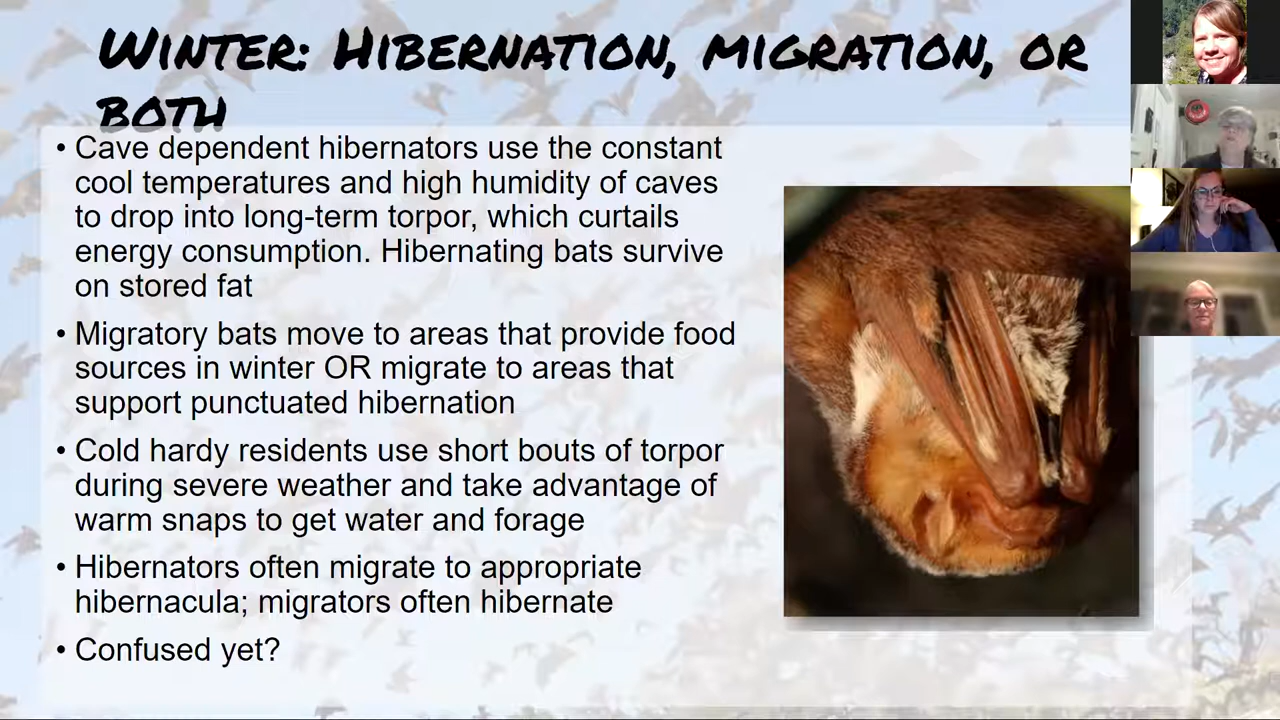 Winter: Hibernation, migration, or
both
• Cave dependent hibernators use the constant
cool temperatures and high humidity of caves
to drop into long-term torpor, which curtails
energy consumption. Hibernating bats survive
on stored fat
• Migratory bats move to areas that provide food
sources in winter OR migrate to areas that
support punctuated hibernation
• Cold hardy residents use short bouts of torpor
during severe weather and take advantage of
warm snaps to get water and forage
• Hibernators often migrate to appropriate
hibernacula; migrators often hibernate
• Confused yet?